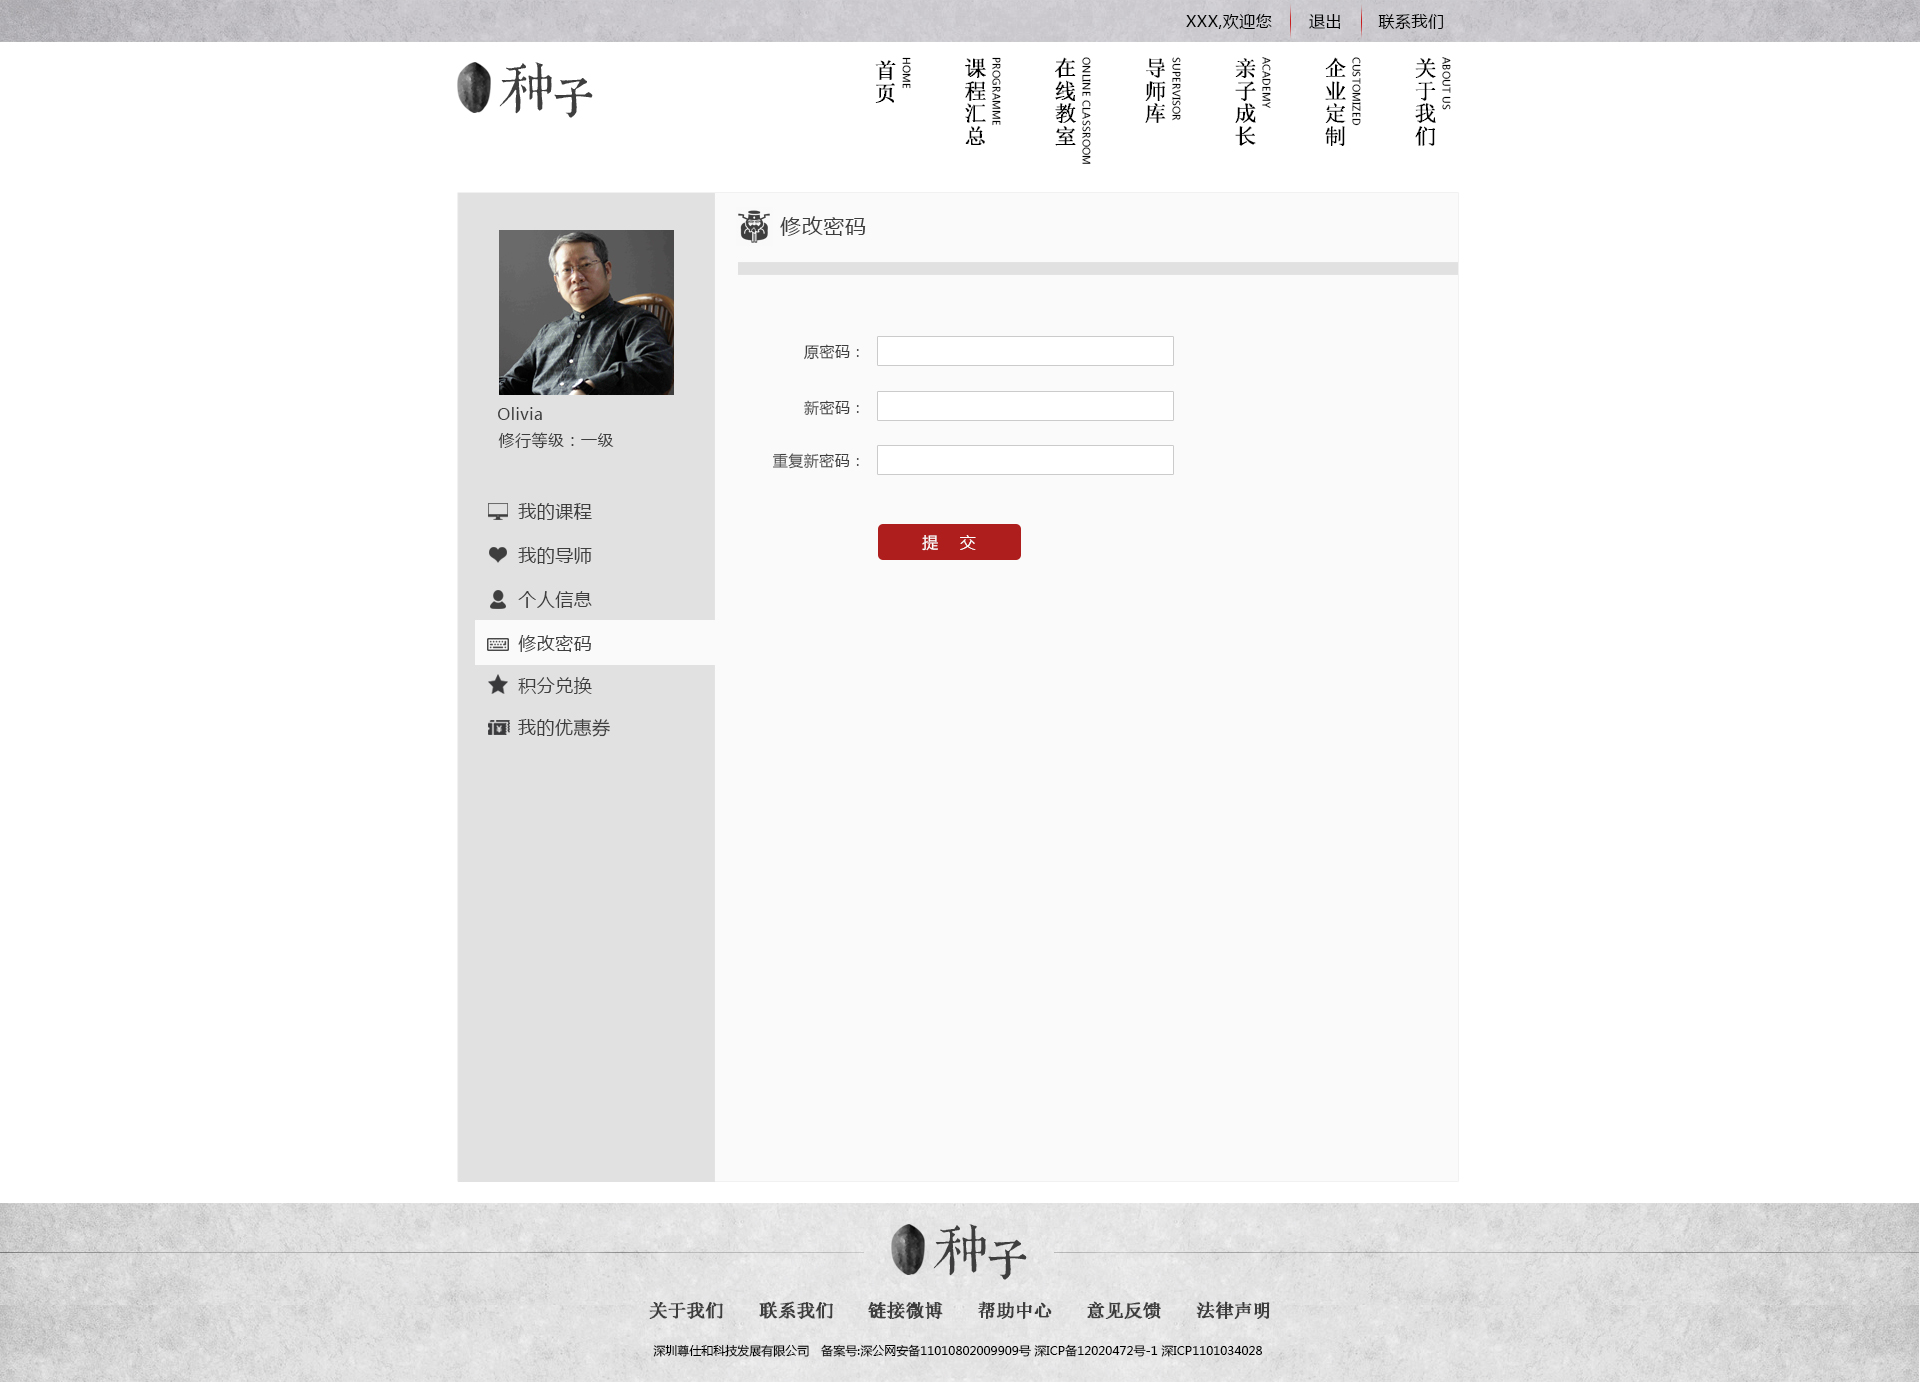 XXX,欢迎您
退出
联系我们
种子
首页
HOME
课程汇总
PROGRAMME
在线教室
ONLINE CLASSROOM
导师库
SUPERVISOR
亲子成长
ACADEMY
企业定制
CUSTOMIZED
关于我们
ABOUT US
Olivia
修行等级：一级
我的课程
我的导师
个人信息
修改密码
积分兑换
我的优惠券
修改密码
原密码：
新密码：
重复新密码：
提 交
种子
关于我们 联系我们 链接微博 帮助中心 意见反馈 法律声明
深圳尊仕和科技发展有限公司 备案号:深公网安备11010802009909号 深ICP备12020472号-1 深ICP1101034028